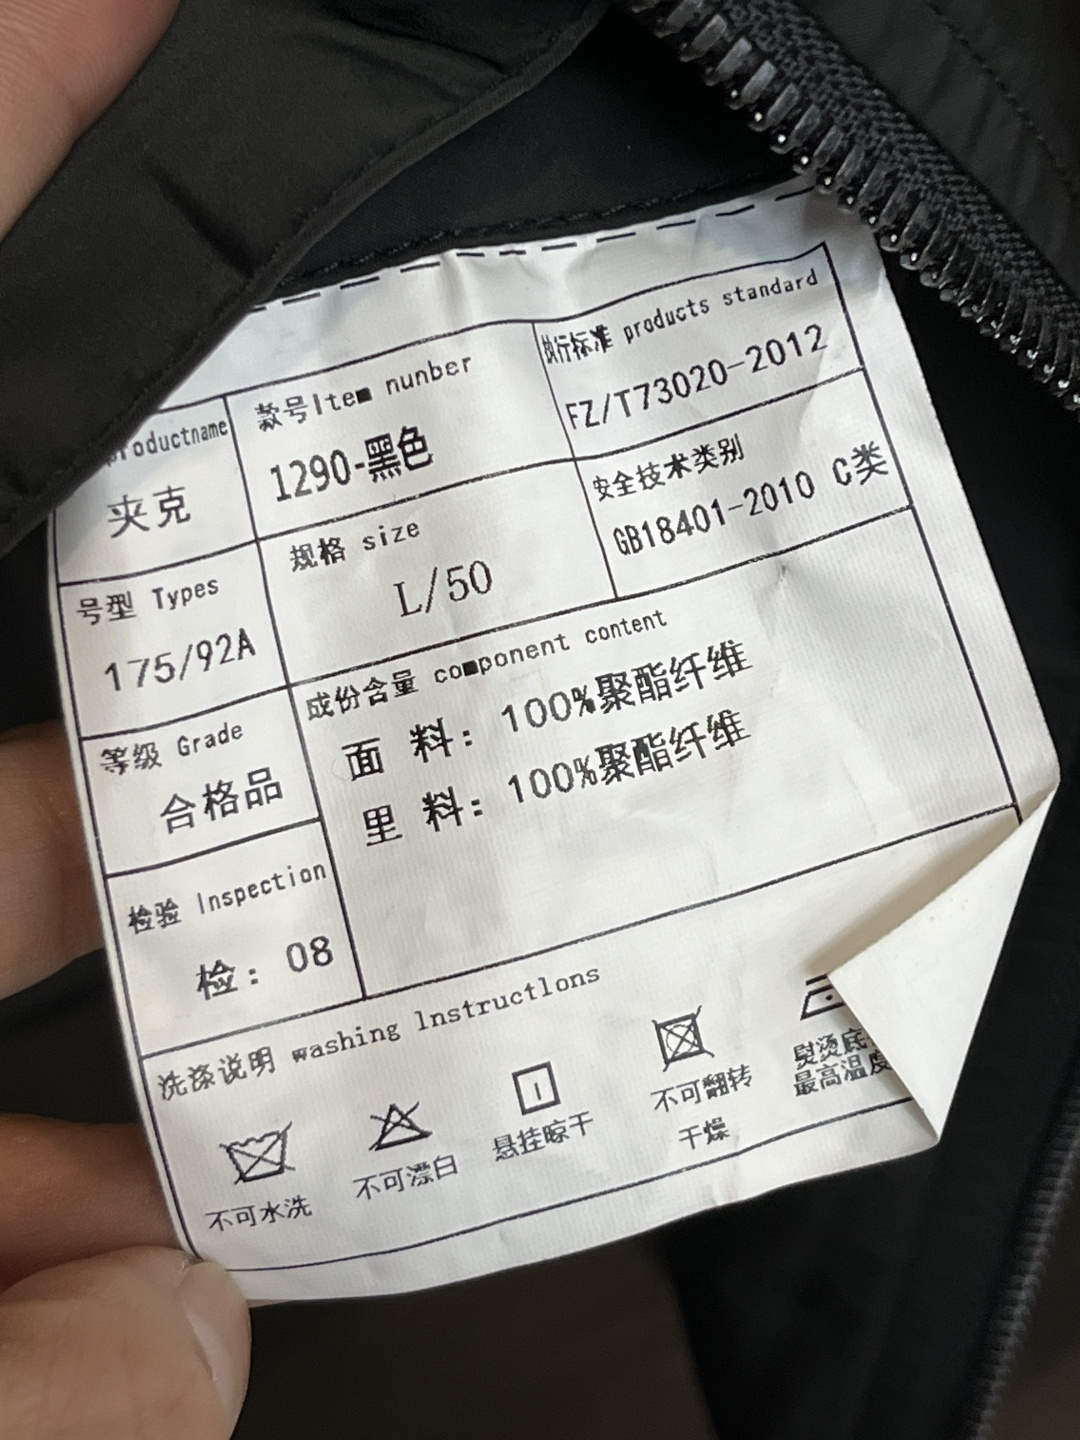 productname
夹克
款号Item nunber
1290-黑色
执行标准 products standard
FZ/T73020-2012
号型 Types
175/92A
规格 size
L/50
安全技术类别
GB18401-2010 C类
等级 Grade
合格品
成份含量 component content
面 料: 100%聚酯纤维
里 料: 100%聚酯纤维
检验 Inspection
检: 08
洗涤说明 washing lnstructlons
不可水洗
不可漂白
悬挂晾干
不可翻转
干燥
熨烫底
最高温度